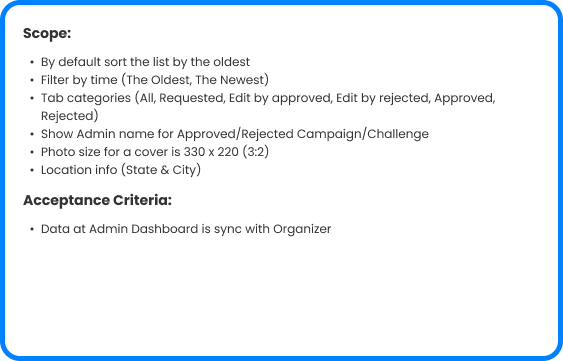 Scope:
• By default sort the list by the oldest
• Filter by time (The Oldest, The Newest)
• Tab categories (All, Requested, Edit by approved, Edit by rejected, Approved,
Rejected)
• Show Admin name for Approved/Rejected Campaign/Challenge
• Photo size for a cover is 330 x 220 (3:2)
• Location info (State & City)
Acceptance Criteria:
• Data at Admin Dashboard is sync with Organizer